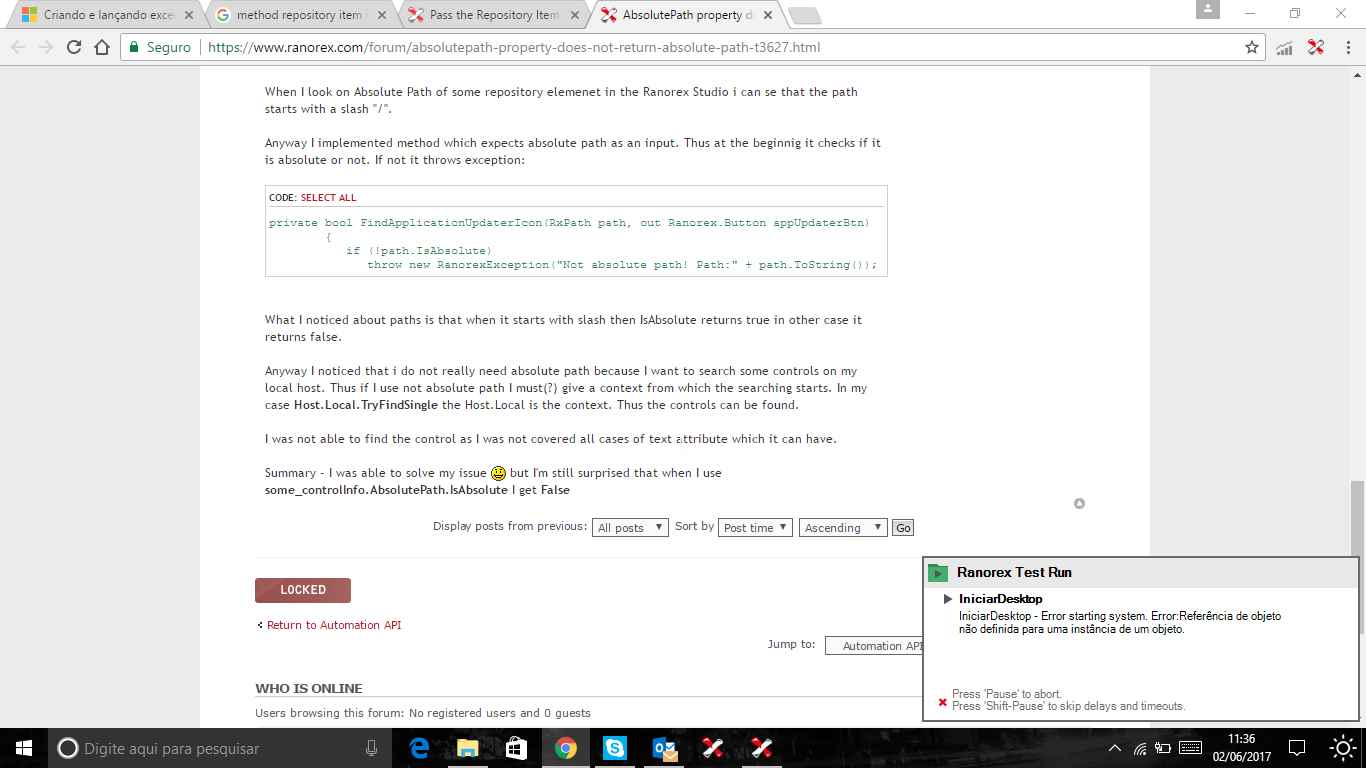 Criando e lançando exce
method repository item
Pass the Repository Item
AbsolutePath property d
Seguro
https://www.ranorex.com/forum/absolutepath-property-does-not-return-absolute-path-t3627.html
When I look on Absolute Path of some repository elemenet in the Ranorex Studio i can se that the path
starts with a slash "/".
Anyway I implemented method which expects absolute path as an input. Thus at the beginnig it checks if it
is absolute or not. If not it throws exception:
CODE: SELECT ALL
private bool FindApplicationUpdaterIcon(RxPath path, out Ranorex.Button appUpdaterBtn)
{
if (!path.IsAbsolute)
throw new RanorexException("Not absolute path! Path:" + path.ToString());
What I noticed about paths is that when it starts with slash then IsAbsolute returns true in other case it
returns false.
Anyway I noticed that i do not really need absolute path because I want to search some controls on my
local host. Thus if I use not absolute path I must(?) give a context from which the searching starts. In my
case Host.Local.TryFindSingle the Host.Local is the context. Thus the controls can be found.
I was not able to find the control as I was not covered all cases of text attribute which it can have.
Summary - I was able to solve my issue but I'm still surprised that when I use
some_controlInfo.AbsolutePath.IsAbsolute I get False
Display posts from previous: All posts Sort by Post time Ascending Go
LOCKED
Return to Automation API
Jump to: Automation API
WHO IS ONLINE
Users browsing this forum: No registered users and 0 guests
Ranorex Test Run
IniciarDesktop
IniciarDesktop - Error starting system. Error:Referência de objeto
não definida para uma instância de um objeto.
Press 'Pause' to abort.
Press 'Shift-Pause' to skip delays and timeouts.
Digite aqui para pesquisar
11:36
02/06/2017